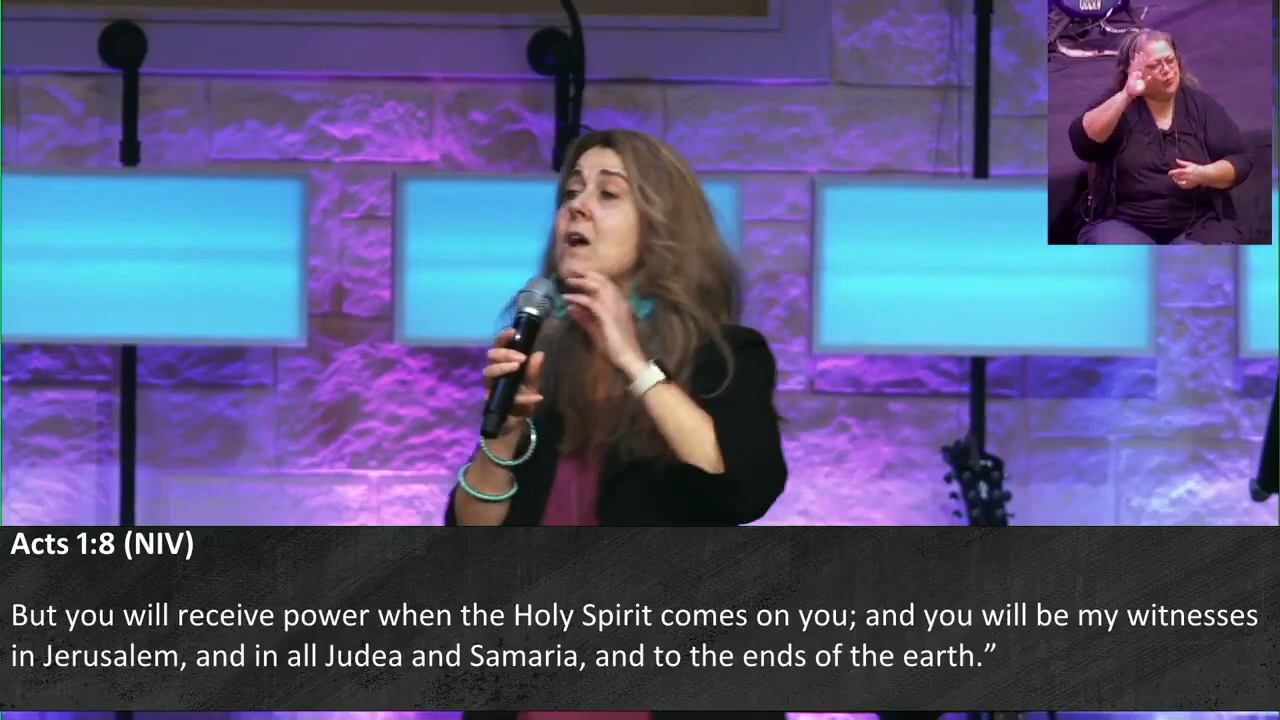 Acts 1:8 (NIV)
But you will receive power when the Holy Spirit comes on you; and you will be my witnesses
in Jerusalem, and in all Judea and Samaria, and to the ends of the earth.”